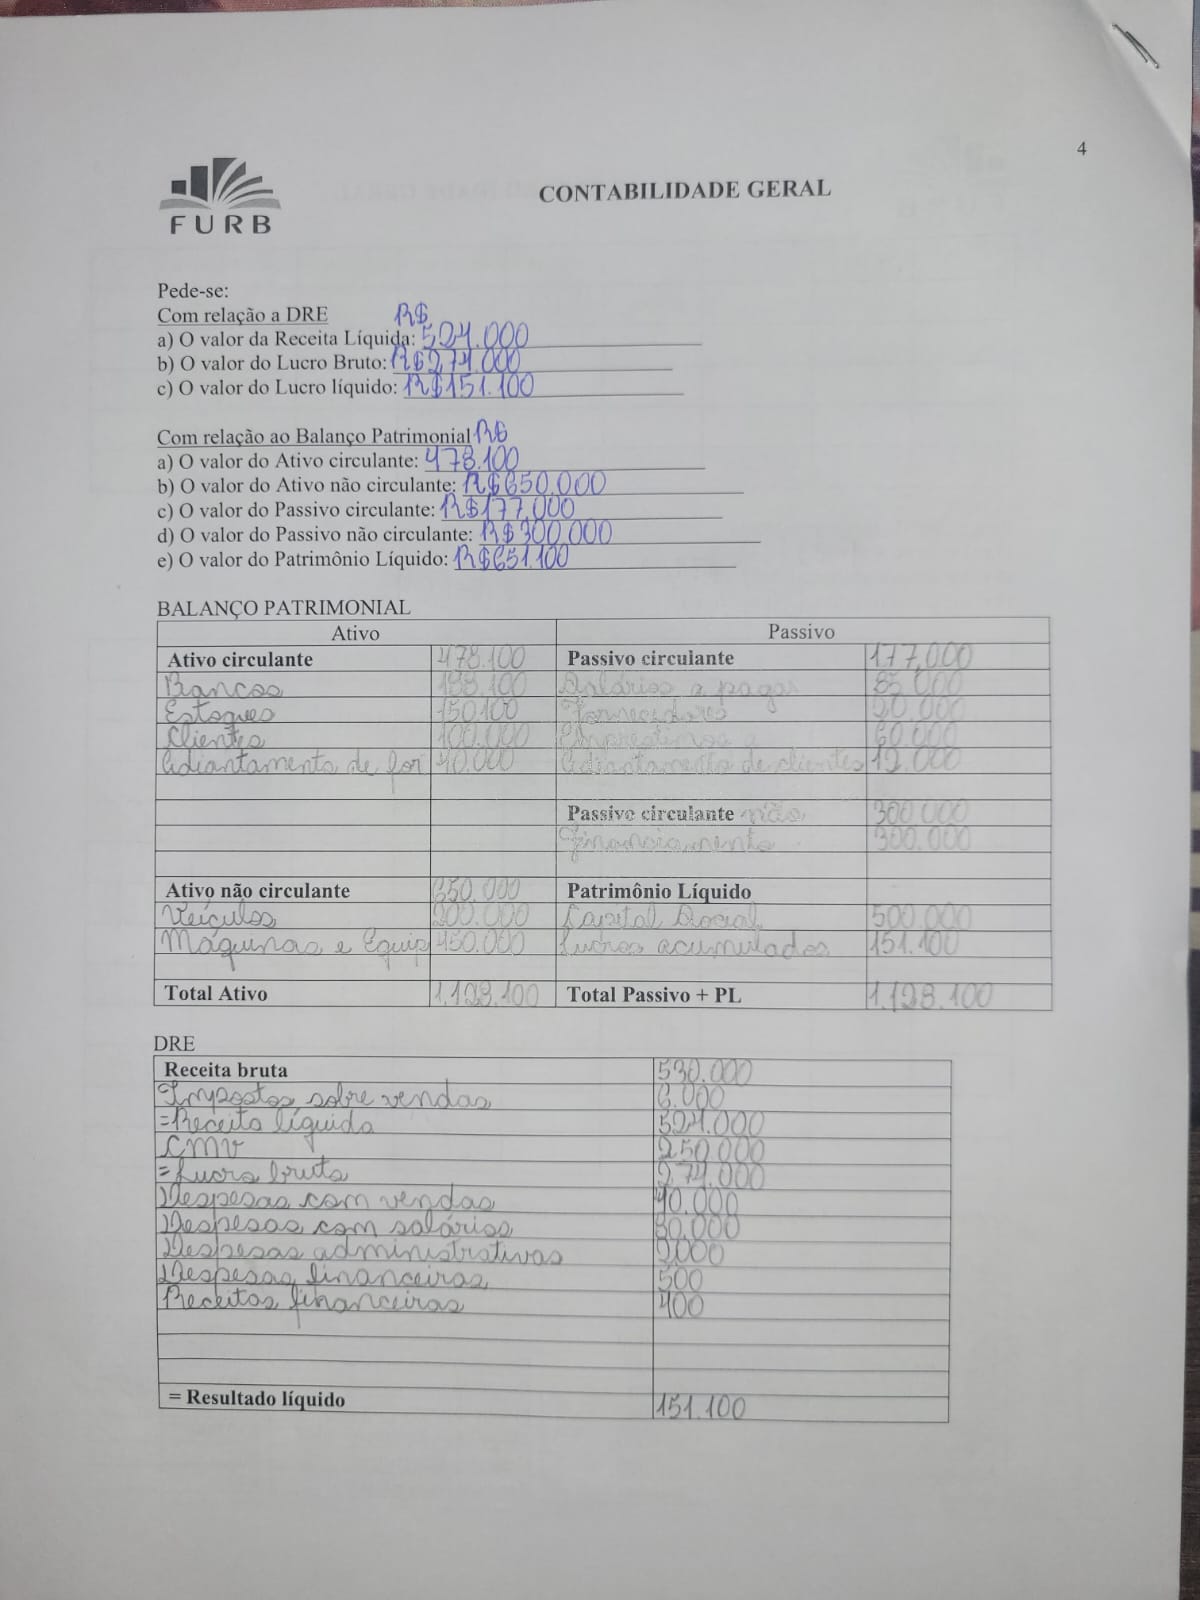 4
FURB
CONTABILIDADE GERAL
Pede-se:
Com relação a DRE R$
a) O valor da Receita Líquida: 524.000
b) O valor do Lucro Bruto: R$274.000
c) O valor do Lucro líquido: R$151.100
Com relação ao Balanço Patrimonial R$
a) O valor do Ativo circulante: 478.100
b) O valor do Ativo não circulante: R$650.000
c) O valor do Passivo circulante: R$177.000
d) O valor do Passivo não circulante: R$300.000
e) O valor do Patrimônio Líquido: R$651.100
BALANÇO PATRIMONIAL
Ativo Passivo
Ativo circulante 478.100 Passivo circulante 177.000
Bancos 188.100 Salários a pagar 85.000
Estoques 150.100 Fornecedores 20.000
Clientes 100.000 Empréstimos a 60.000
Adiantamento de for 40.000 Adiantamento de clientes 12.000
Passivo circulante não 300.000
Financiamento 300.000
Ativo não circulante 650.000 Patrimônio Líquido
Veículos 200.000 Capital Social 500.000
Máquinas e Equip 450.000 Lucros acumulados 151.100
Total Ativo 1.128.100 Total Passivo + PL 1.128.100
DRE
Receita bruta 530.000
Impostos sobre vendas 6.000
=Receita líquida 524.000
CMV 250.000
= Lucro bruto 274.000
Despesas com vendas 40.000
Despesas com salários 80.000
Despesas administrativas
Despesas financeiras 500
Receitas financeiras 400
= Resultado líquido 151.100